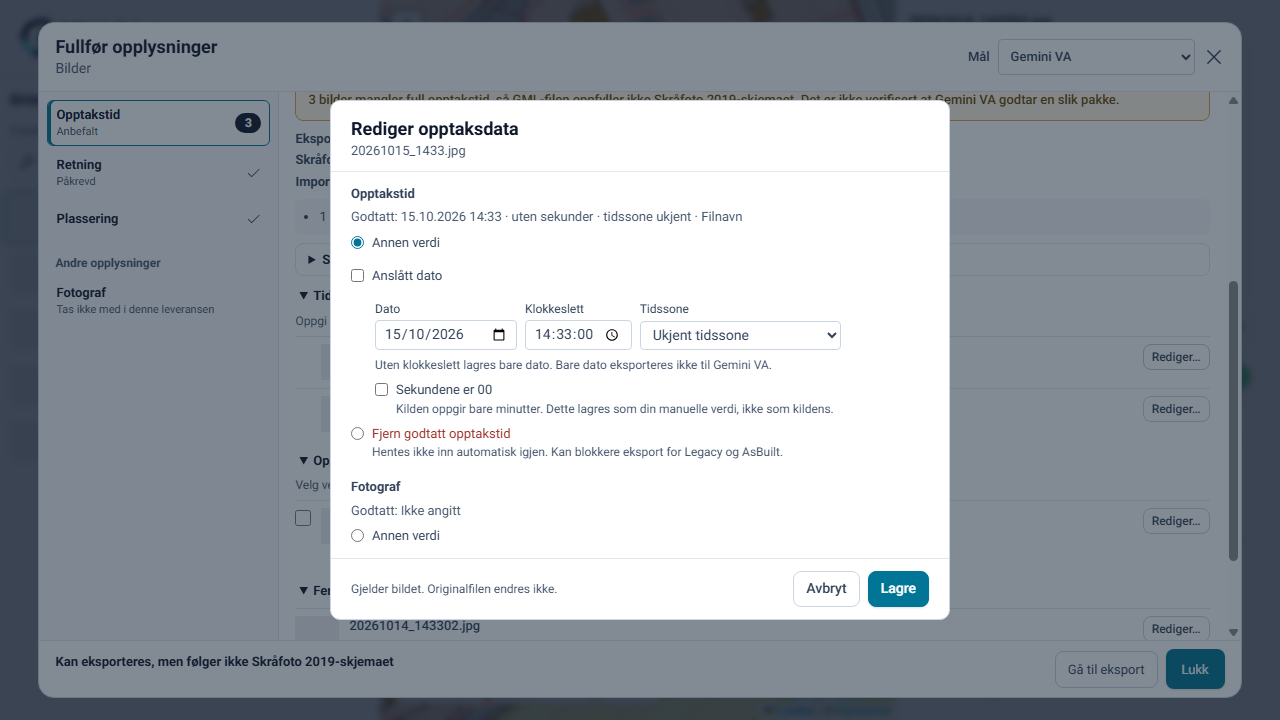 Fullfør opplysninger
Bilder
Mål
Gemini VA
Opptakstid
Anbefalt
3
Retning
Påkrevd
Plassering
Andre opplysninger
Fotograf
Tas ikke med i denne leveransen
3 bilder mangler full opptakstid, så GML-filen oppfyller ikke Skråfoto 2019-skjemaet. Det er ikke verifisert at Gemini VA godtar en slik pakke.
Rediger opptaksdata
20261015_1433.jpg
Opptakstid
Godtatt: 15.10.2026 14:33 · uten sekunder · tidssone ukjent · Filnavn
Annen verdi
Anslått dato
Dato
Klokkeslett
Tidssone
15/10/2026
14:33:00
Ukjent tidssone
Uten klokkeslett lagres bare dato. Bare dato eksporteres ikke til Gemini VA.
Sekundene er 00
Kilden oppgir bare minutter. Dette lagres som din manuelle verdi, ikke som kildens.
Fjern godtatt opptakstid
Hentes ikke inn automatisk igjen. Kan blokkere eksport for Legacy og AsBuilt.
Fotograf
Godtatt: Ikke angitt
Annen verdi
Gjelder bildet. Originalfilen endres ikke.
Avbryt
Lagre
Rediger...
Rediger...
Rediger...
20261014_143302.jpg
Rediger...
Kan eksporteres, men følger ikke Skråfoto 2019-skjemaet
Gå til eksport
Lukk